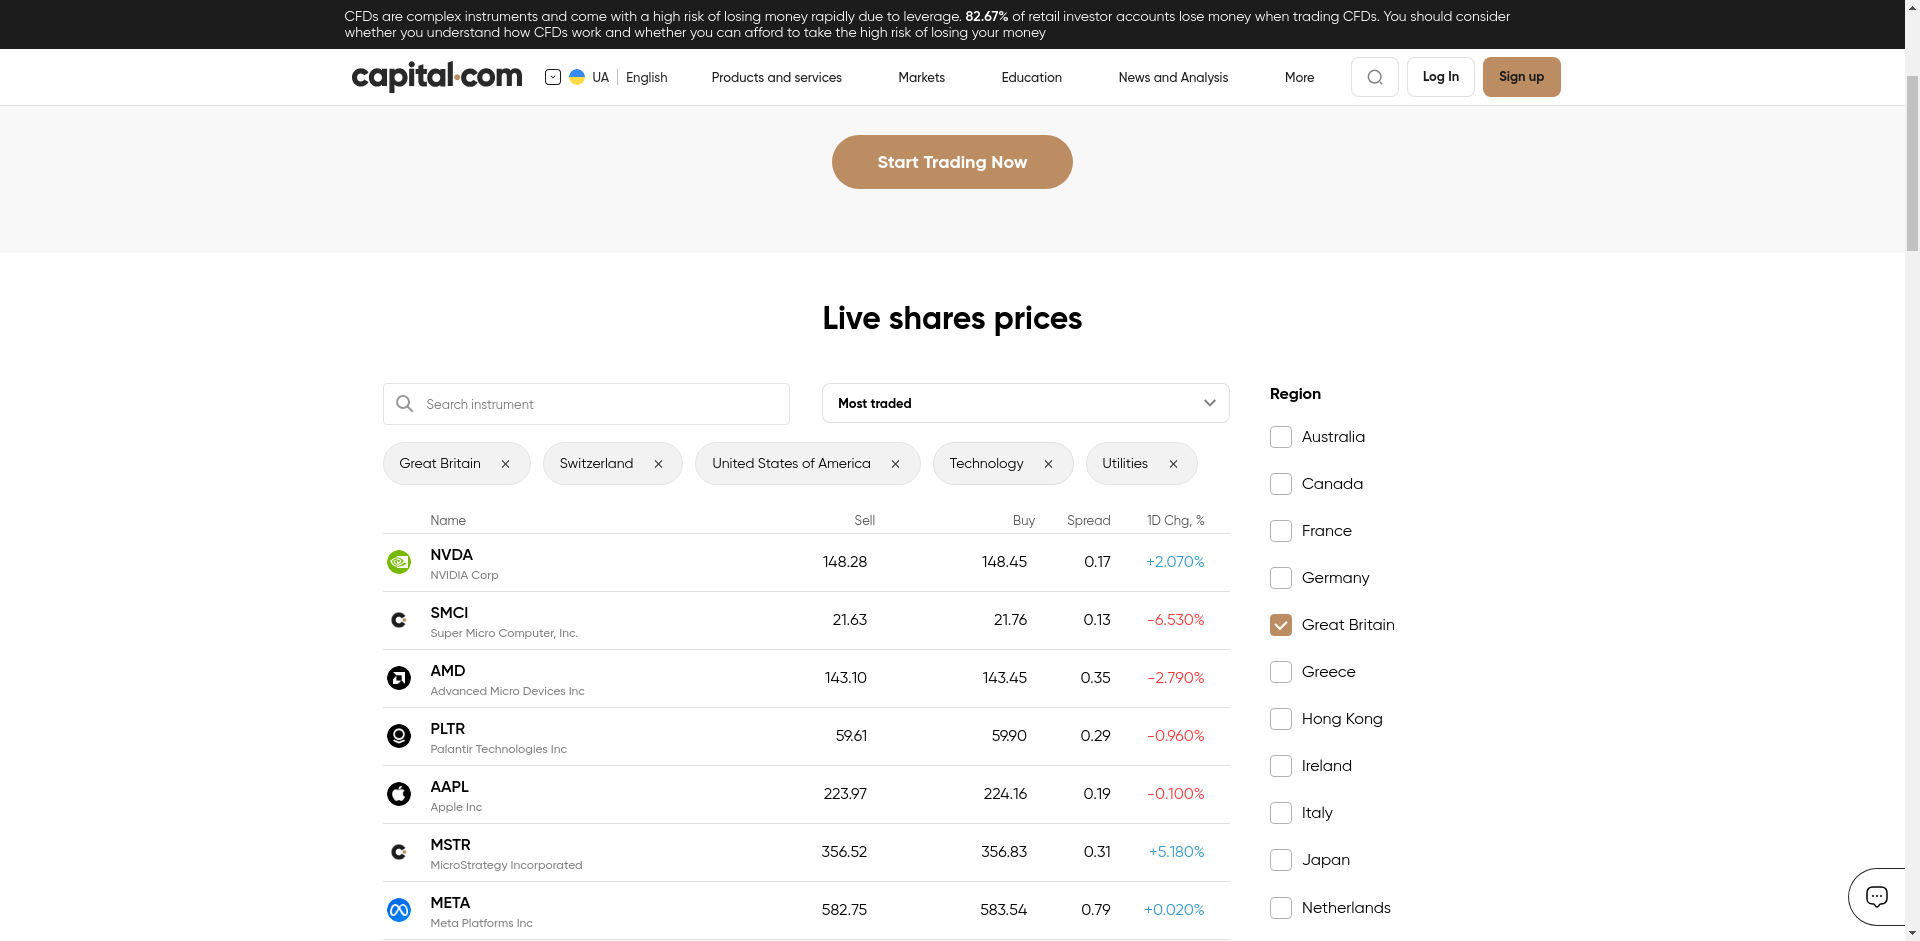 CFDs are complex instruments and come with a high risk of losing money rapidly due to leverage. 82.67% of retail investor accounts lose money when trading CFDs. You should consider
whether you understand how CFDs work and whether you can afford to take the high risk of losing your money
capital.com UA English Products and services Markets Education News and Analysis More Log In Sign up
Start Trading Now
Live shares prices
Search instrument
Most traded
Great Britain Switzerland United States of America Technology Utilities
Name Sell Buy Spread 1D Chg, %
NVDA 148.28 148.45 0.17 +2.070%
NVIDIA Corp
SMCI 21.63 21.76 0.13 -6.530%
Super Micro Computer, Inc.
AMD 143.10 143.45 0.35 -2.790%
Advanced Micro Devices Inc
PLTR 59.61 59.90 0.29 -0.960%
Palantir Technologies Inc
AAPL 223.97 224.16 0.19 -0.100%
Apple Inc
MSTR 356.52 356.83 0.31 +5.180%
MicroStrategy Incorporated
META 582.75 583.54 0.79 +0.020%
Meta Platforms Inc
Region
Australia
Canada
France
Germany
Great Britain
Greece
Hong Kong
Ireland
Italy
Japan
Netherlands